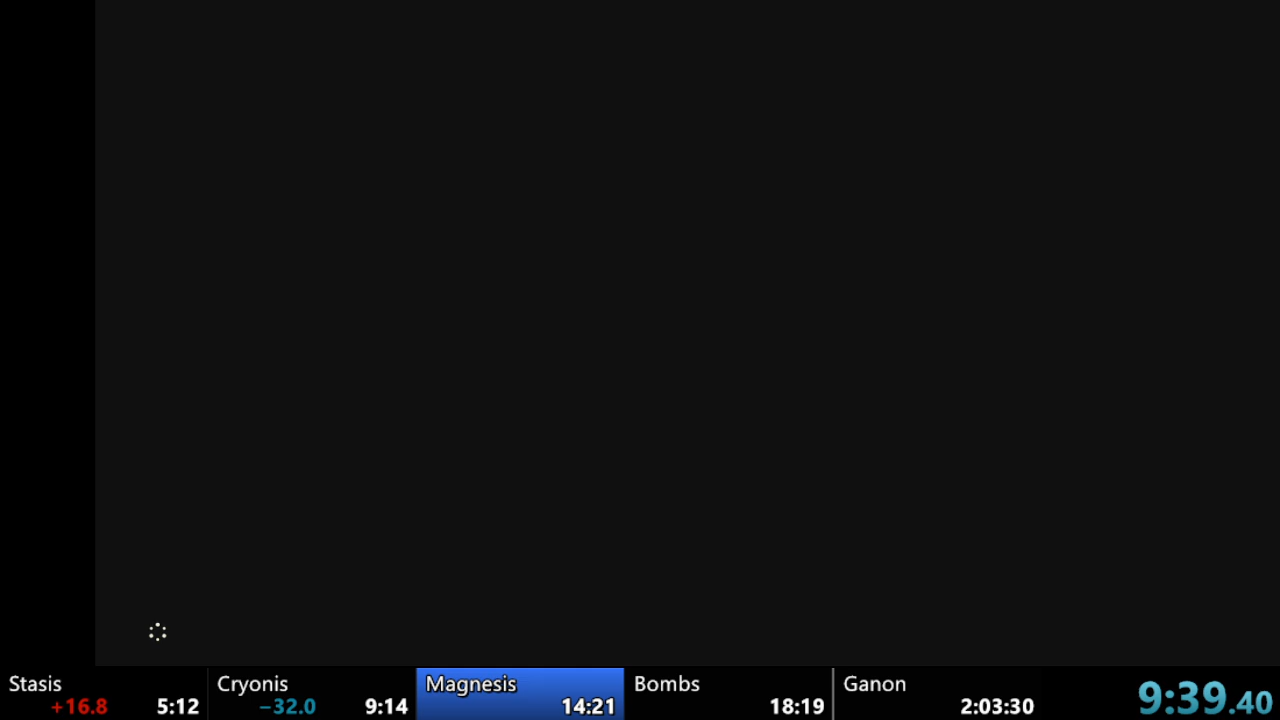 Stasis
+16.8 5:12
Cryonis
−32.0 9:14
Magnesis
14:21
Bombs
18:19
Ganon
2:03:30
9:39.40